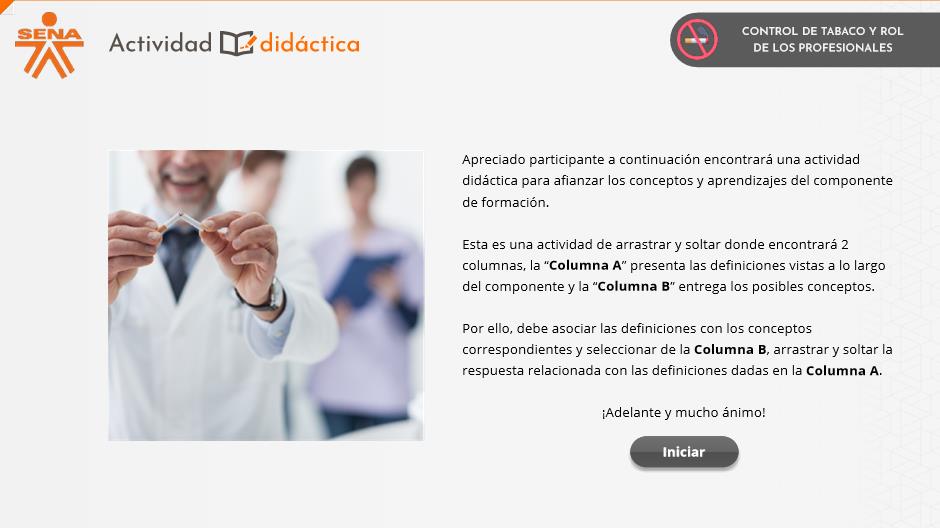 SENA
Actividad didáctica
CONTROL DE TABACO Y ROL
DE LOS PROFESIONALES
Apreciado participante a continuación encontrará una actividad
didáctica para afianzar los conceptos y aprendizajes del componente
de formación.
Esta es una actividad de arrastrar y soltar donde encontrará 2
columnas, la “Columna A” presenta las definiciones vistas a lo largo
del componente y la “Columna B” entrega los posibles conceptos.
Por ello, debe asociar las definiciones con los conceptos
correspondientes y seleccionar de la Columna B, arrastrar y soltar la
respuesta relacionada con las definiciones dadas en la Columna A.
¡Adelante y mucho ánimo!
Iniciar